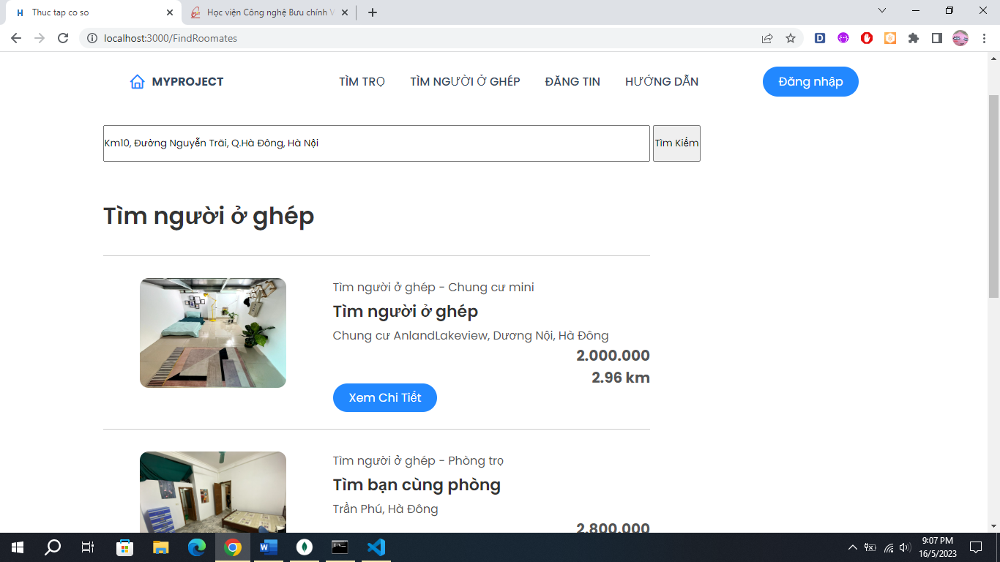 Thuc tap co so
Học viện Công nghệ Bưu chính V
localhost:3000/FindRoomates
MYPROJECT
TÌM TRỌ
TÌM NGƯỜI Ở GHÉP
ĐĂNG TIN
HƯỚNG DẪN
Đăng nhập
Km10, Đường Nguyễn Trãi, Q.Hà Đông, Hà Nội
Tìm Kiếm
Tìm người ở ghép
Tìm người ở ghép - Chung cư mini
Tìm người ở ghép
Chung cư AnlandLakeview, Dương Nội, Hà Đông
2.000.000
2.96 km
Xem Chi Tiết
Tìm người ở ghép - Phòng trọ
Tìm bạn cùng phòng
Trần Phú, Hà Đông
2.800.000
9:07 PM
16/5/2023